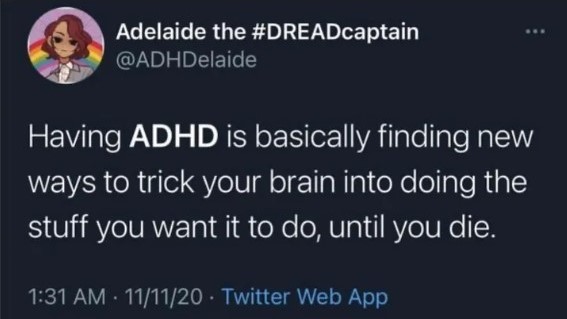 Adelaide the #DREADcaptain
@ADHDelaide
Having ADHD is basically finding new
ways to trick your brain into doing the
stuff you want it to do, until you die.
1:31 AM · 11/11/20 · Twitter Web App